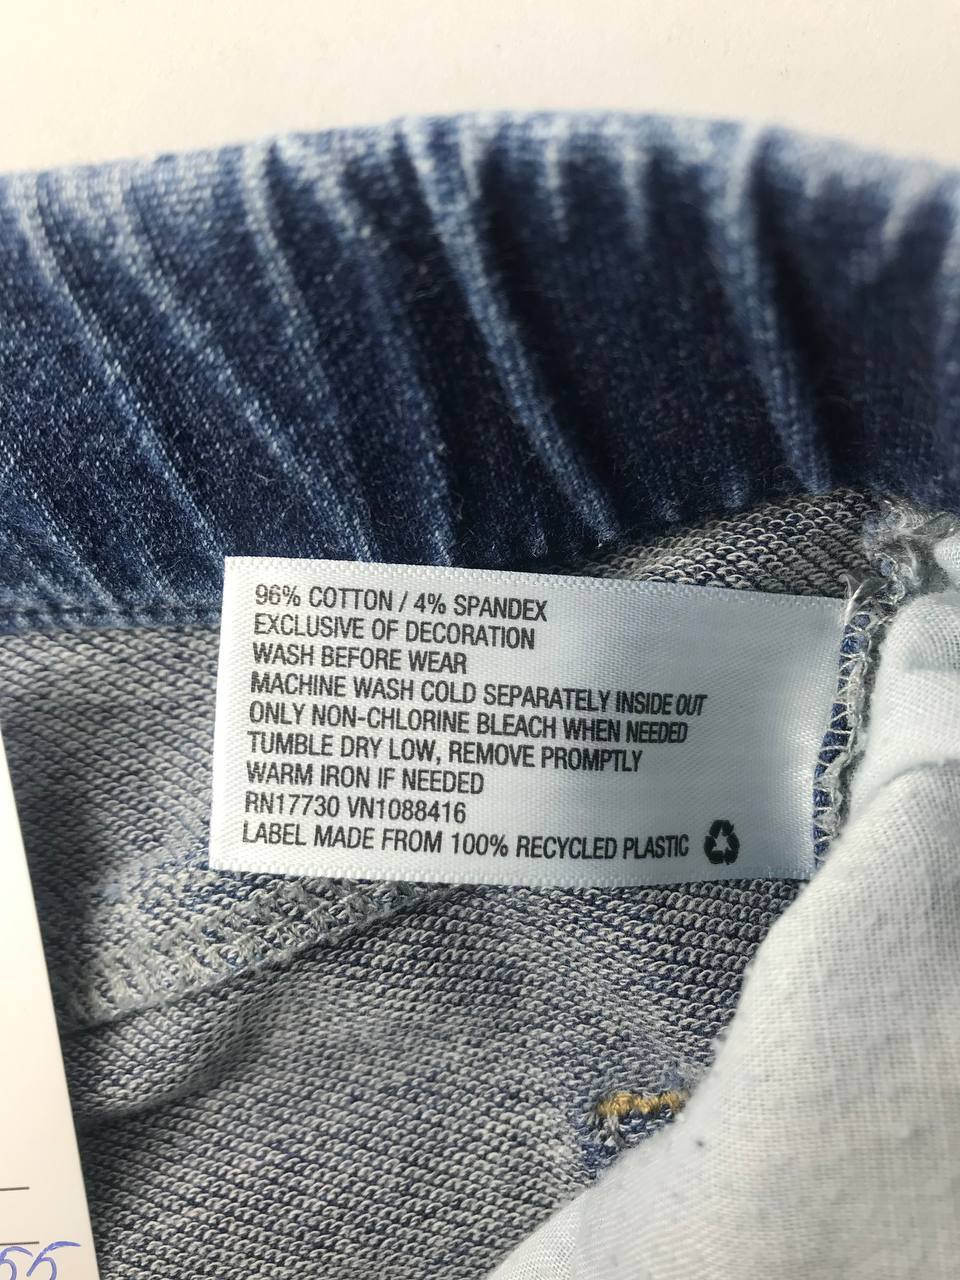 96% COTTON / 4% SPANDEX
EXCLUSIVE OF DECORATION
WASH BEFORE WEAR
MACHINE WASH COLD SEPARATELY INSIDE OUT
ONLY NON-CHLORINE BLEACH WHEN NEEDED
TUMBLE DRY LOW, REMOVE PROMPTLY
WARM IRON IF NEEDED
RN17730 VN1088416
LABEL MADE FROM 100% RECYCLED PLASTIC
55